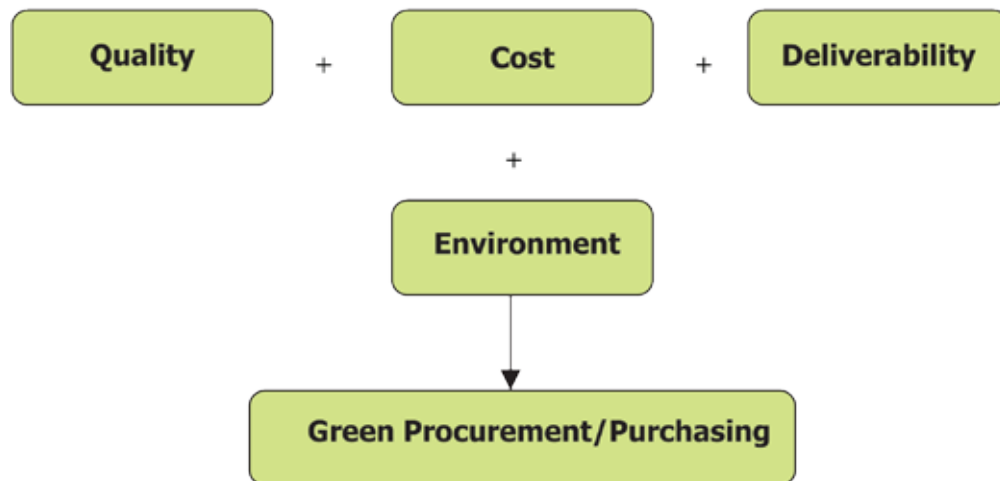 Quality + Cost + Deliverability
+
Environment
Green Procurement/Purchasing